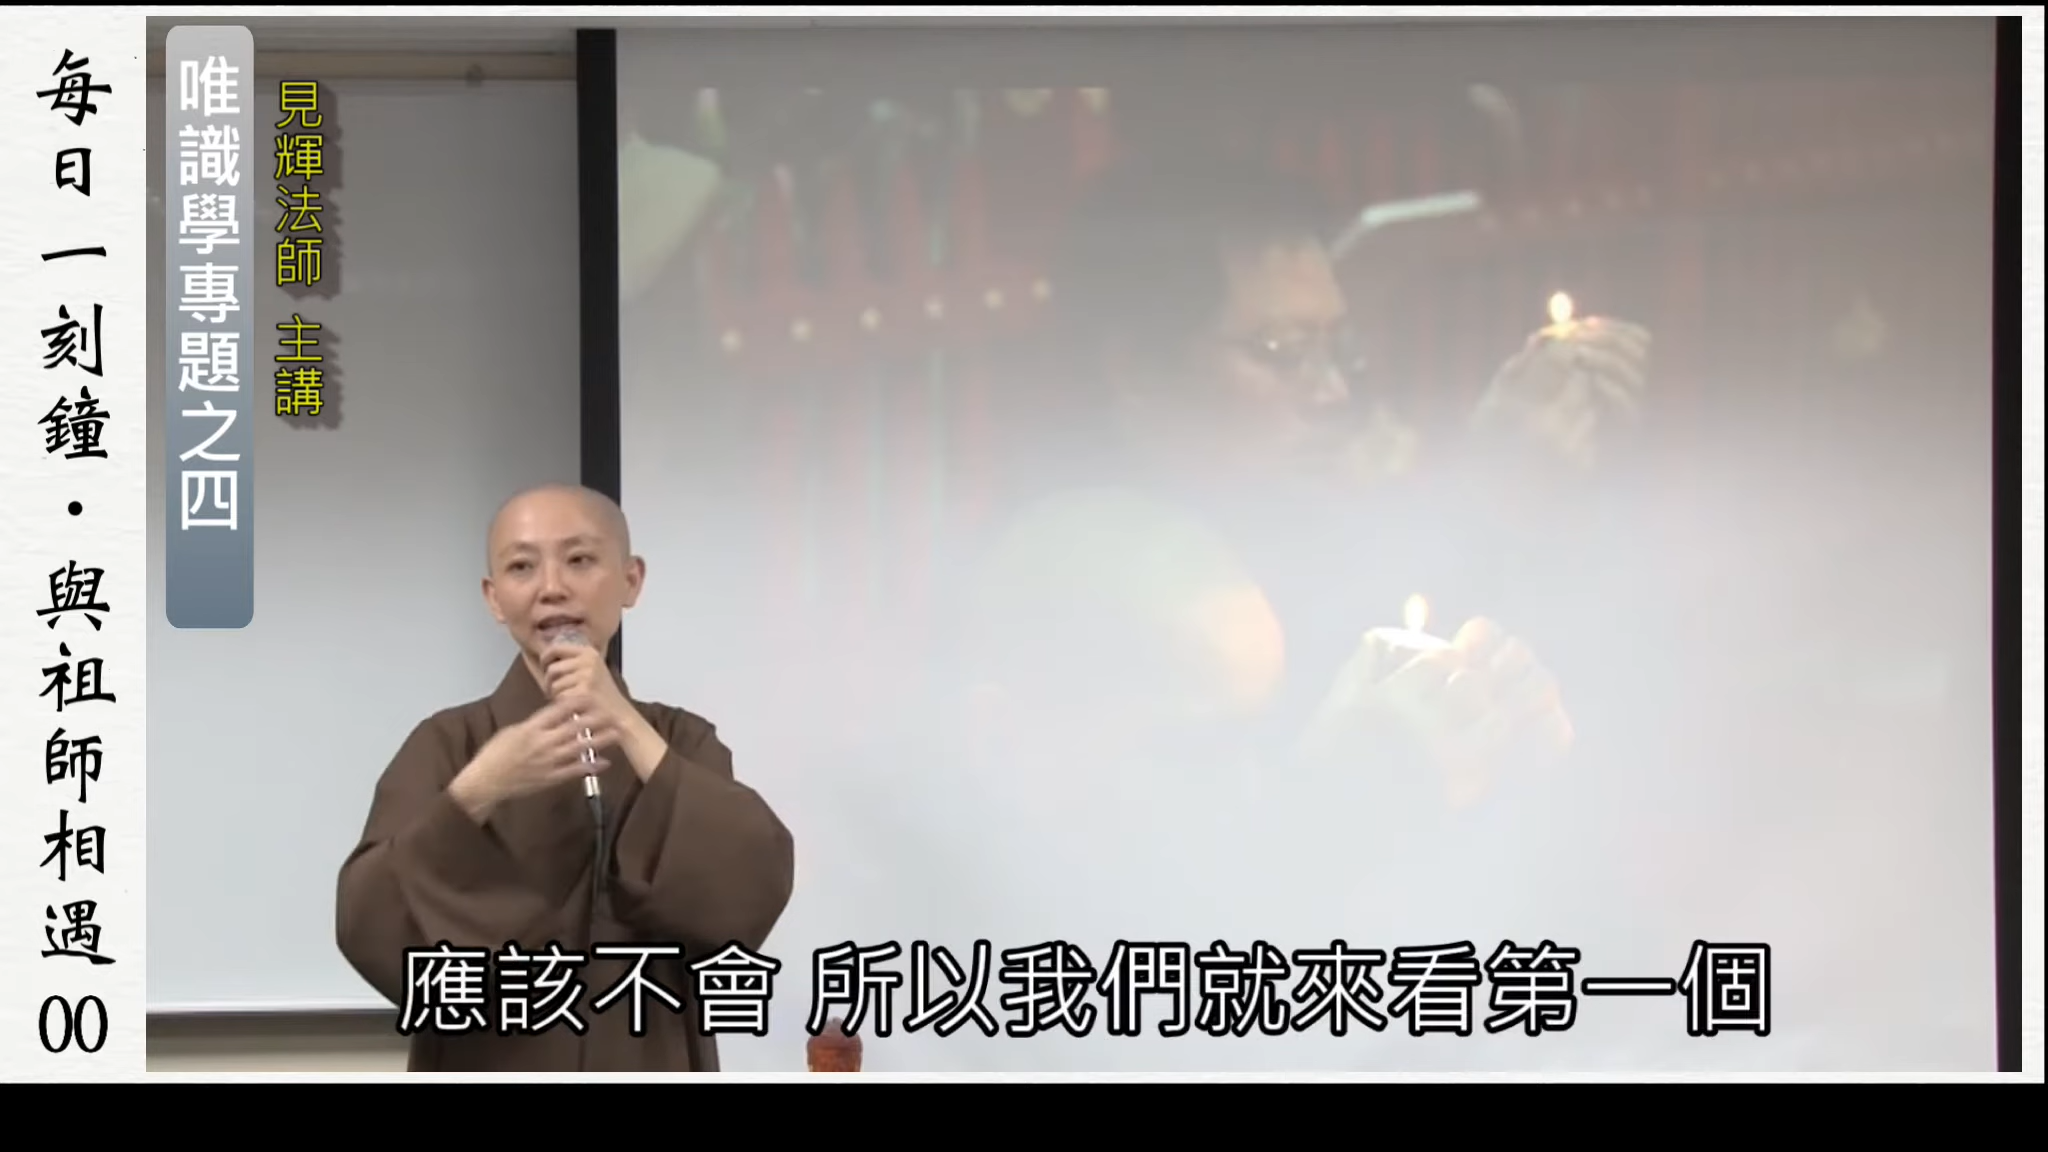 每日一刻鐘・與祖師相遇00
唯識學專題之四
見輝法師 主講
應該不會 所以我們就來看第一個